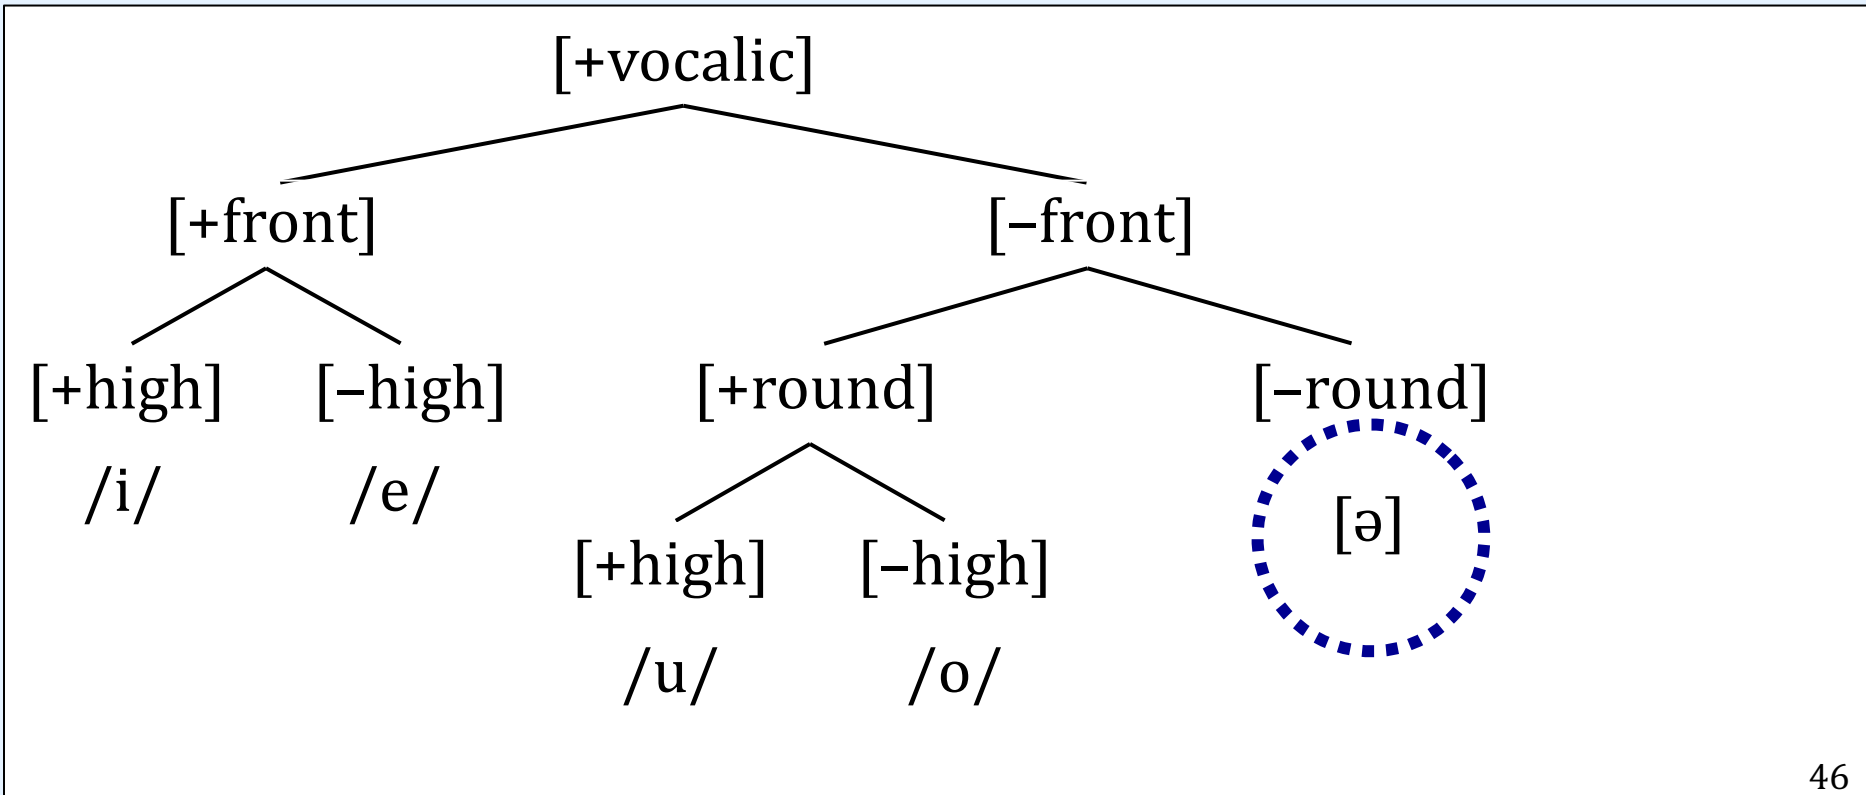 [+vocalic]
[+front] [–front]
[+high] [–high] [+round] [–round]
/i/ /e/ [ə]
[+high] [–high]
/u/ /o/
46